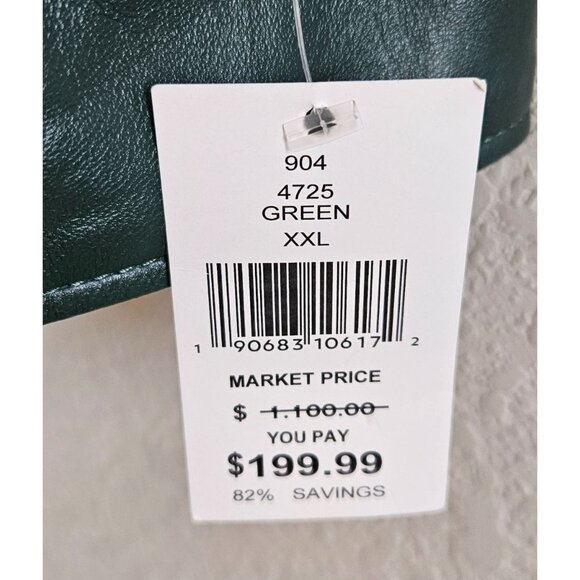 904
4725
GREEN
XXL
1 90683 10617 2
MARKET PRICE
$ 1.100.00
YOU PAY
$199.99
82% SAVINGS